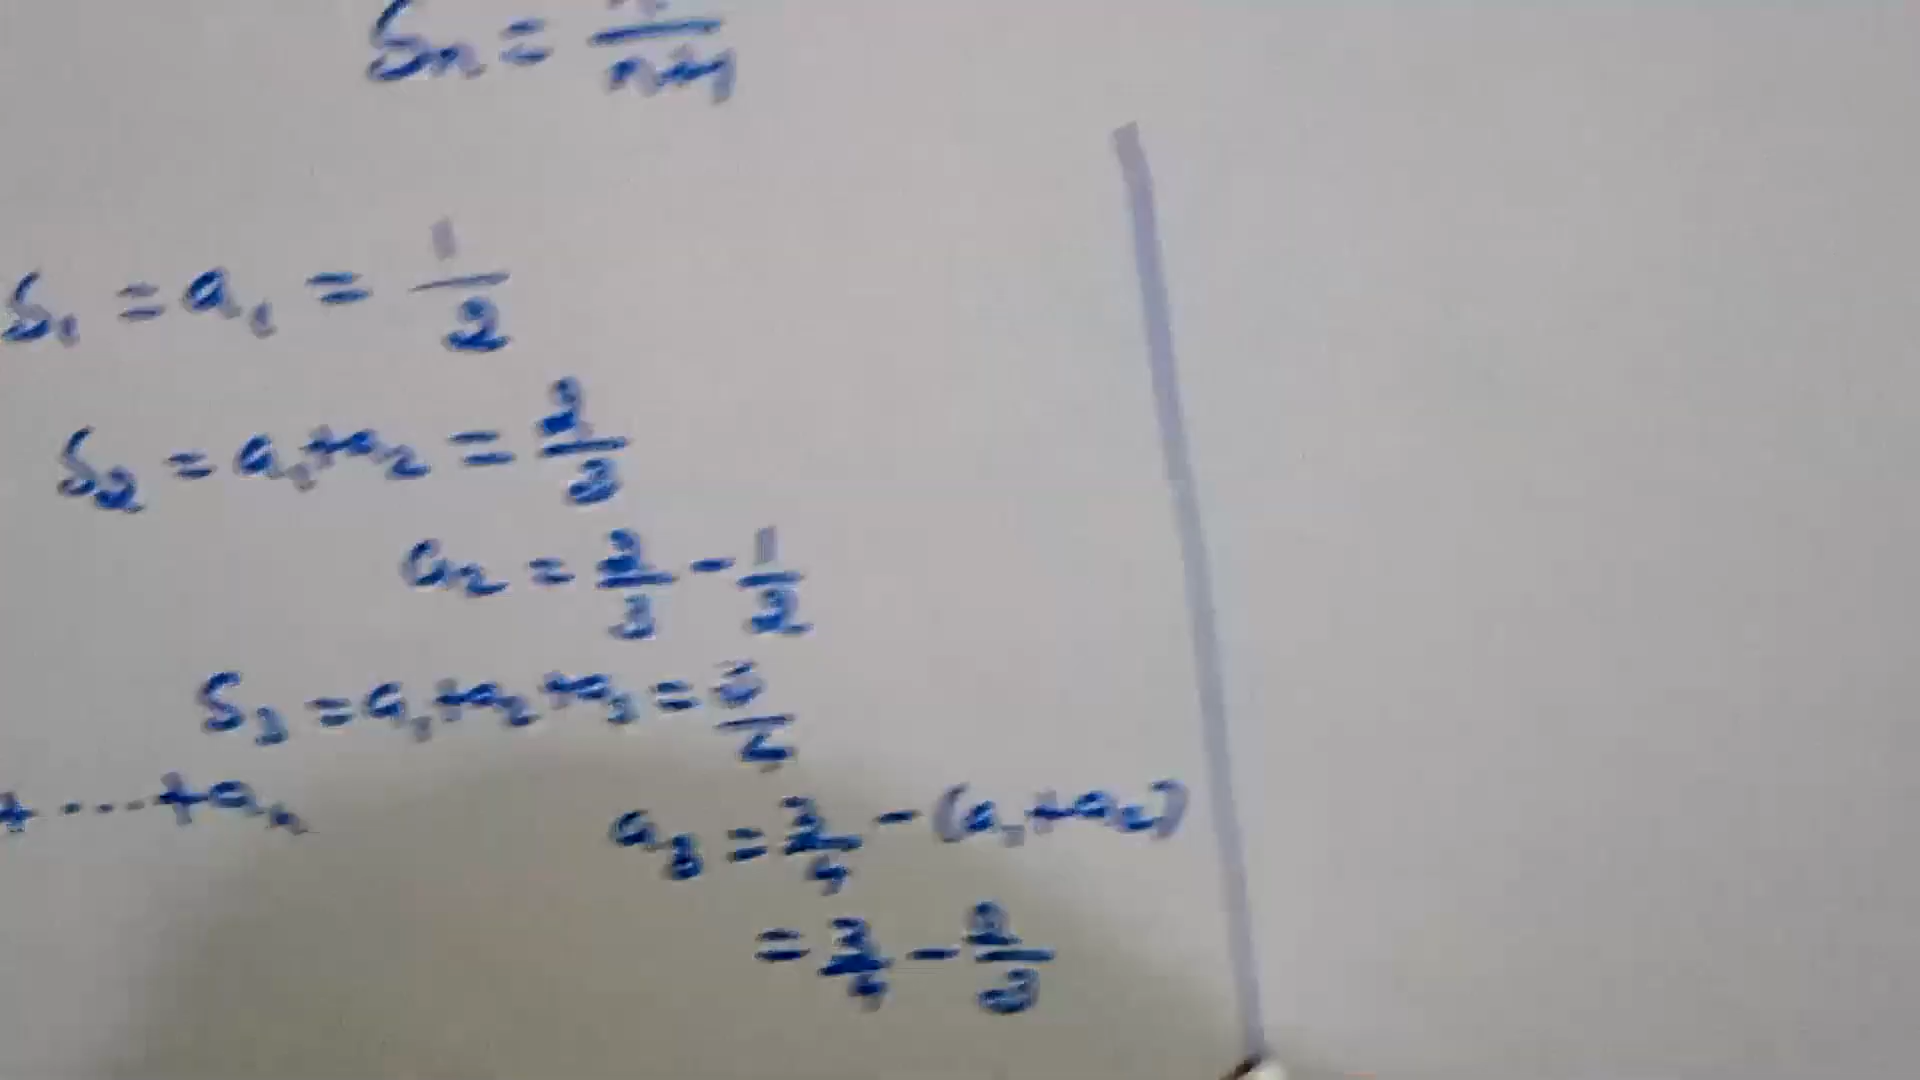 Sn = n/n+1
S₁ = a₁ = 1/2
S₂ = a₁+a₂ = 2/3
a₂ = 2/3 - 1/2
S₃ = a₁+a₂+a₃ = 3/4
+ ... +aₙ
a₃ = 3/4 - (a₁+a₂)
= 3/4 - 2/3